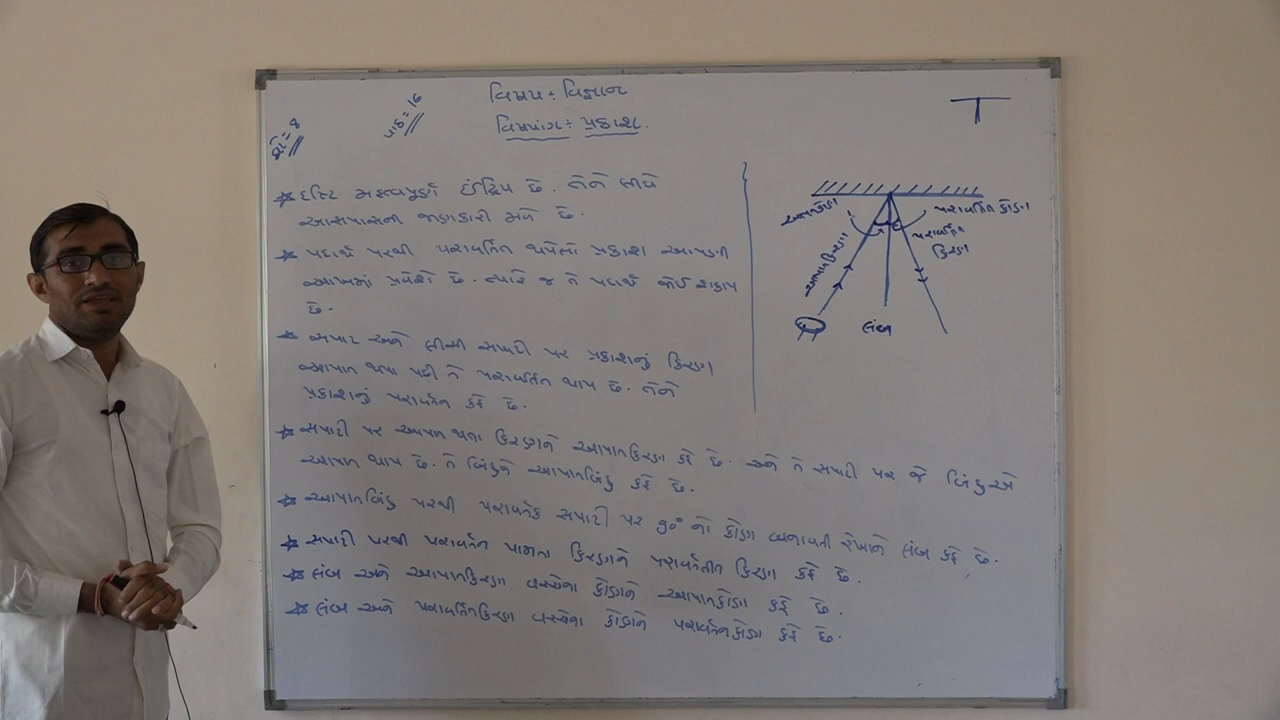 ધો = 8
પાઠ = 16
વિષય ÷ વિજ્ઞાન
વિષયાંગ ÷ પ્રકાશ.
દૃષ્ટિ મહત્વપૂર્ણ ઇંદ્રિય છે. તેને લીધે
આસપાસની જાણકારી મળે છે.
પદાર્થ પરથી પરાવર્તિત થયેલો પ્રકાશ આપણી
આંખમાં પ્રવેશે છે. ત્યારે જ તે પદાર્થ જોઈ શકાય
છે.
સપાટ અને લીસી સપાટી પર પ્રકાશનું કિરણ
આપાત થયા પછી તે પરાવર્તિત થાય છે. તેને
પ્રકાશનું પરાવર્તન કહે છે.
સપાટી પર આપાત થતા કિરણને આપાતકિરણ કહે છે. અને તે સપાટી પર જે બિંદુએ
આપાત થાય છે. તે બિંદુને આપાતબિંદુ કહે છે.
આપાતબિંદુ પરથી પરાવર્તક સપાટી પર 90° નો કોણ બનાવતી રેખાને લંબ કહે છે.
સપાટી પરથી પરાવર્તન પામતા કિરણને પરાવર્તીત કિરણ કહે છે.
લંબ અને આપાતકિરણ વચ્ચેના કોણને આપાતકોણ કહે છે.
લંબ અને પરાવર્તિતકિરણ વચ્ચેના કોણને પરાવર્તનકોણ કહે છે.
આપાતકોણ
પરાવર્તિત કોણ
પરાવર્તિત
કિરણ
આપાતકિરણ
i
r
લંબ